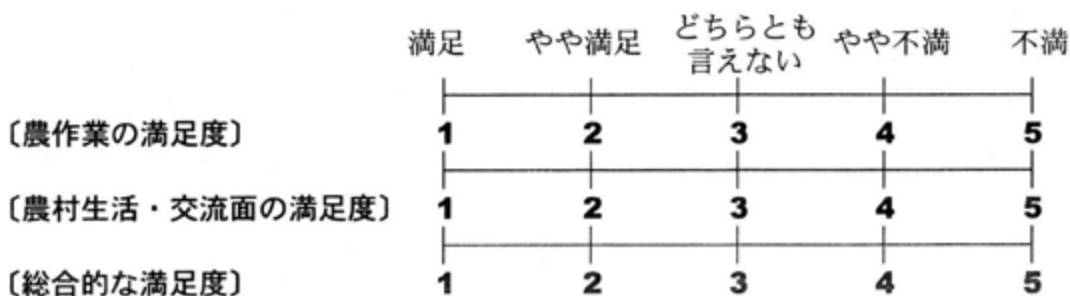 満足 やや満足 どちらとも言えない やや不満 不満
〔農作業の満足度〕 1 2 3 4 5
〔農村生活・交流面の満足度〕 1 2 3 4 5
〔総合的な満足度〕 1 2 3 4 5